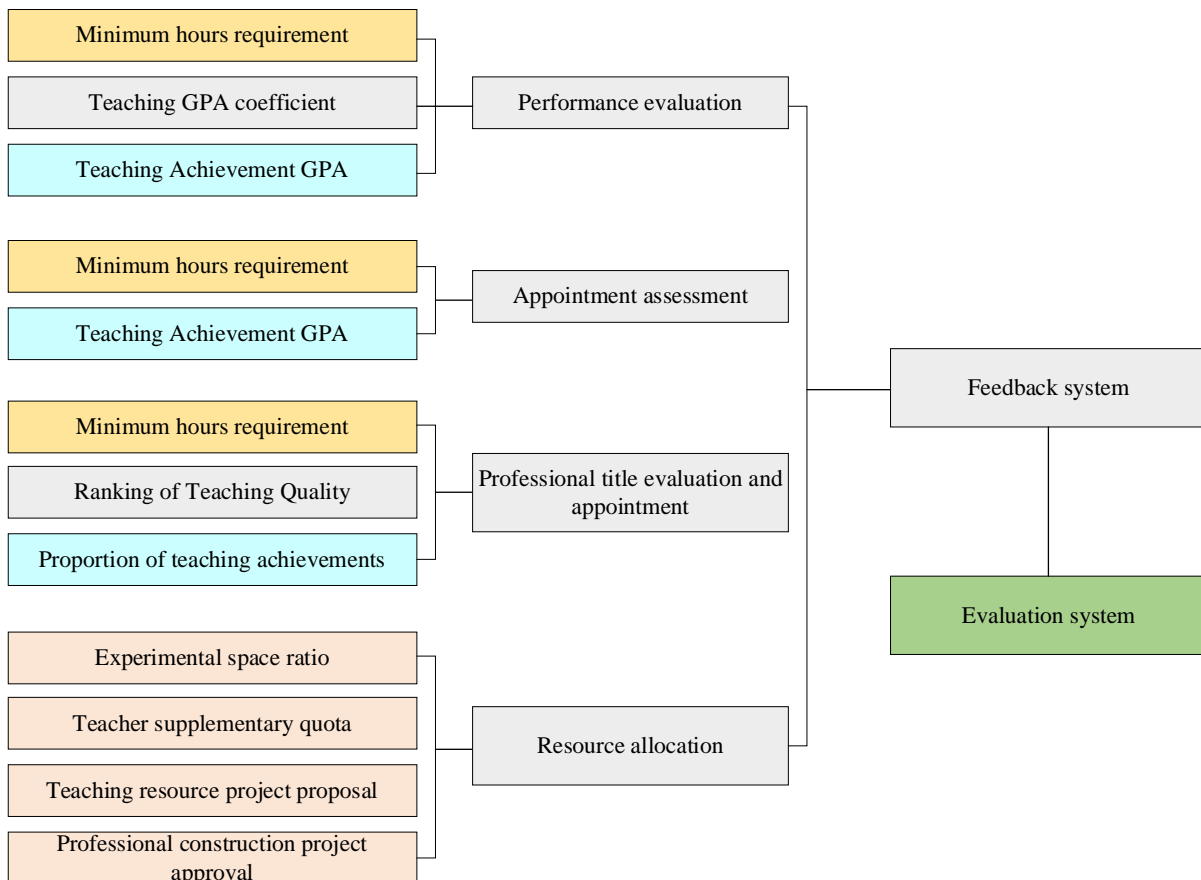 Minimum hours requirement
Teaching GPA coefficient
Teaching Achievement GPA
Performance evaluation
Minimum hours requirement
Teaching Achievement GPA
Appointment assessment
Minimum hours requirement
Ranking of Teaching Quality
Proportion of teaching achievements
Professional title evaluation and
appointment
Experimental space ratio
Teacher supplementary quota
Teaching resource project proposal
Professional construction project
approval
Resource allocation
Feedback system
Evaluation system